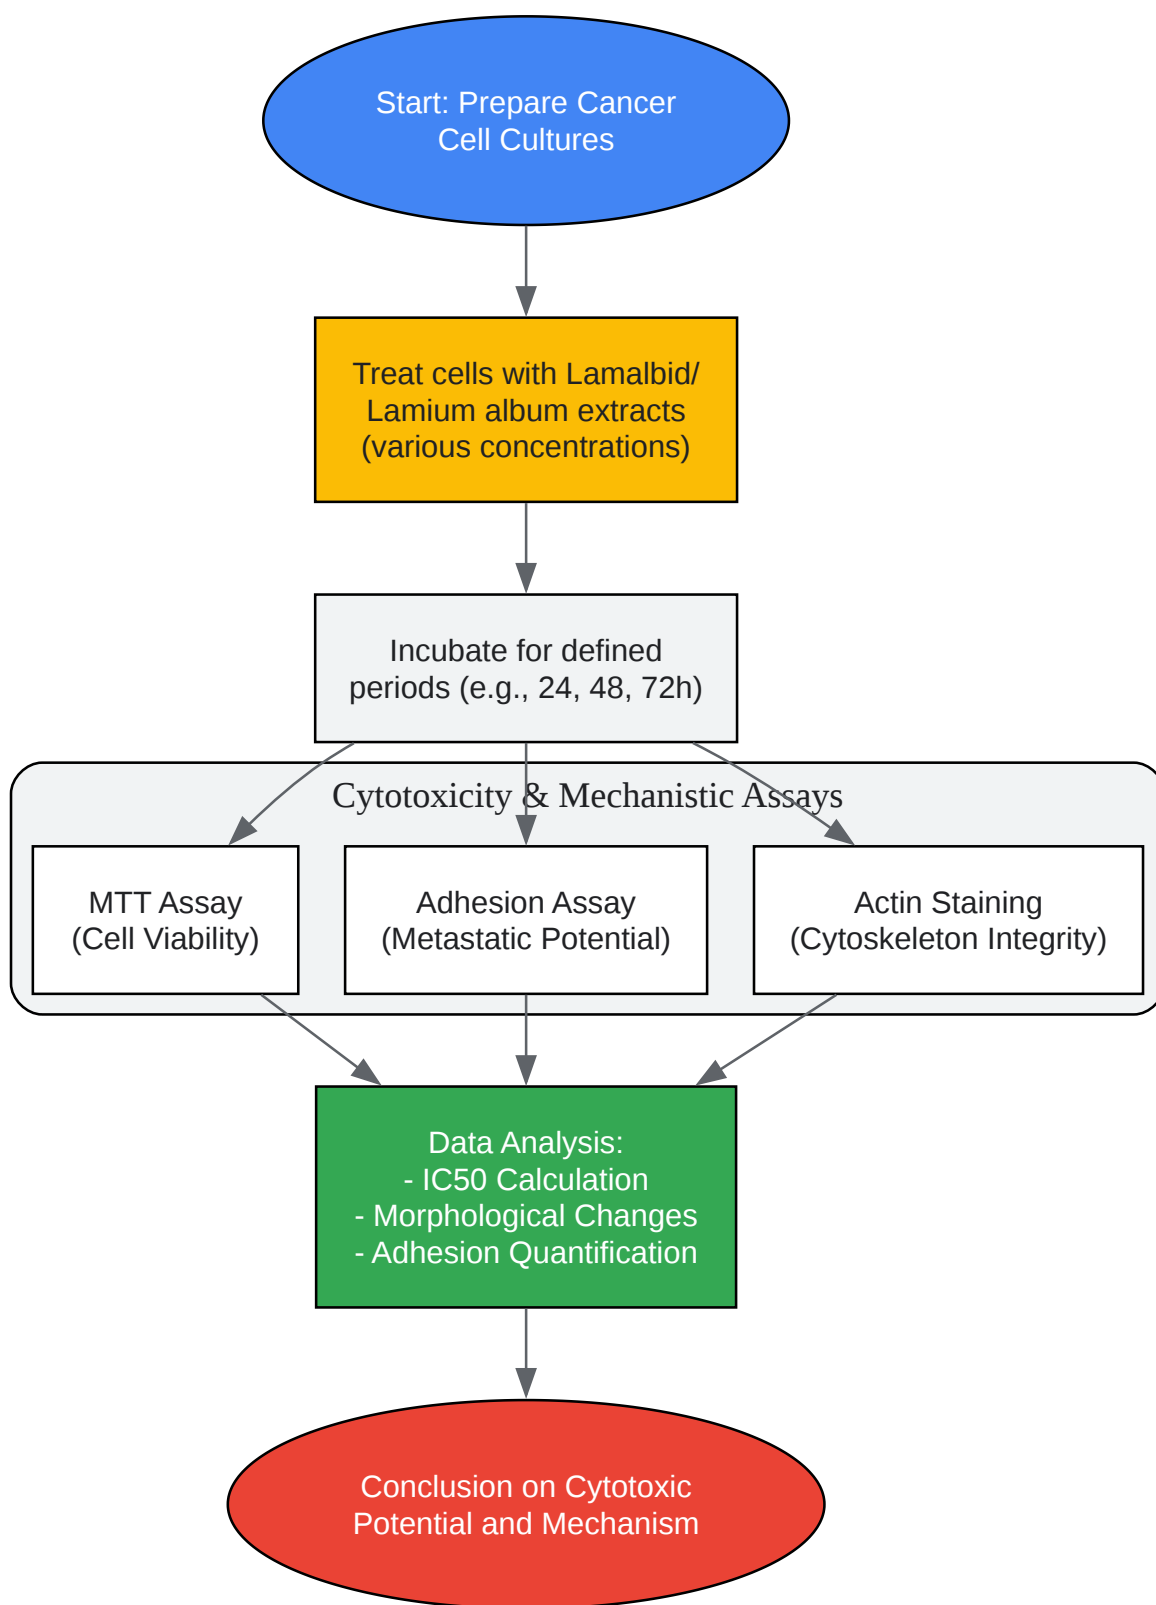 Start: Prepare Cancer
Cell Cultures
Treat cells with Lamalbid/
Lamium album extracts
(various concentrations)
Incubate for defined
periods (e.g., 24, 48, 72h)
Cytotoxicity & Mechanistic Assays
MTT Assay
(Cell Viability)
Adhesion Assay
(Metastatic Potential)
Actin Staining
(Cytoskeleton Integrity)
Data Analysis:
- IC50 Calculation
- Morphological Changes
- Adhesion Quantification
Conclusion on Cytotoxic
Potential and Mechanism